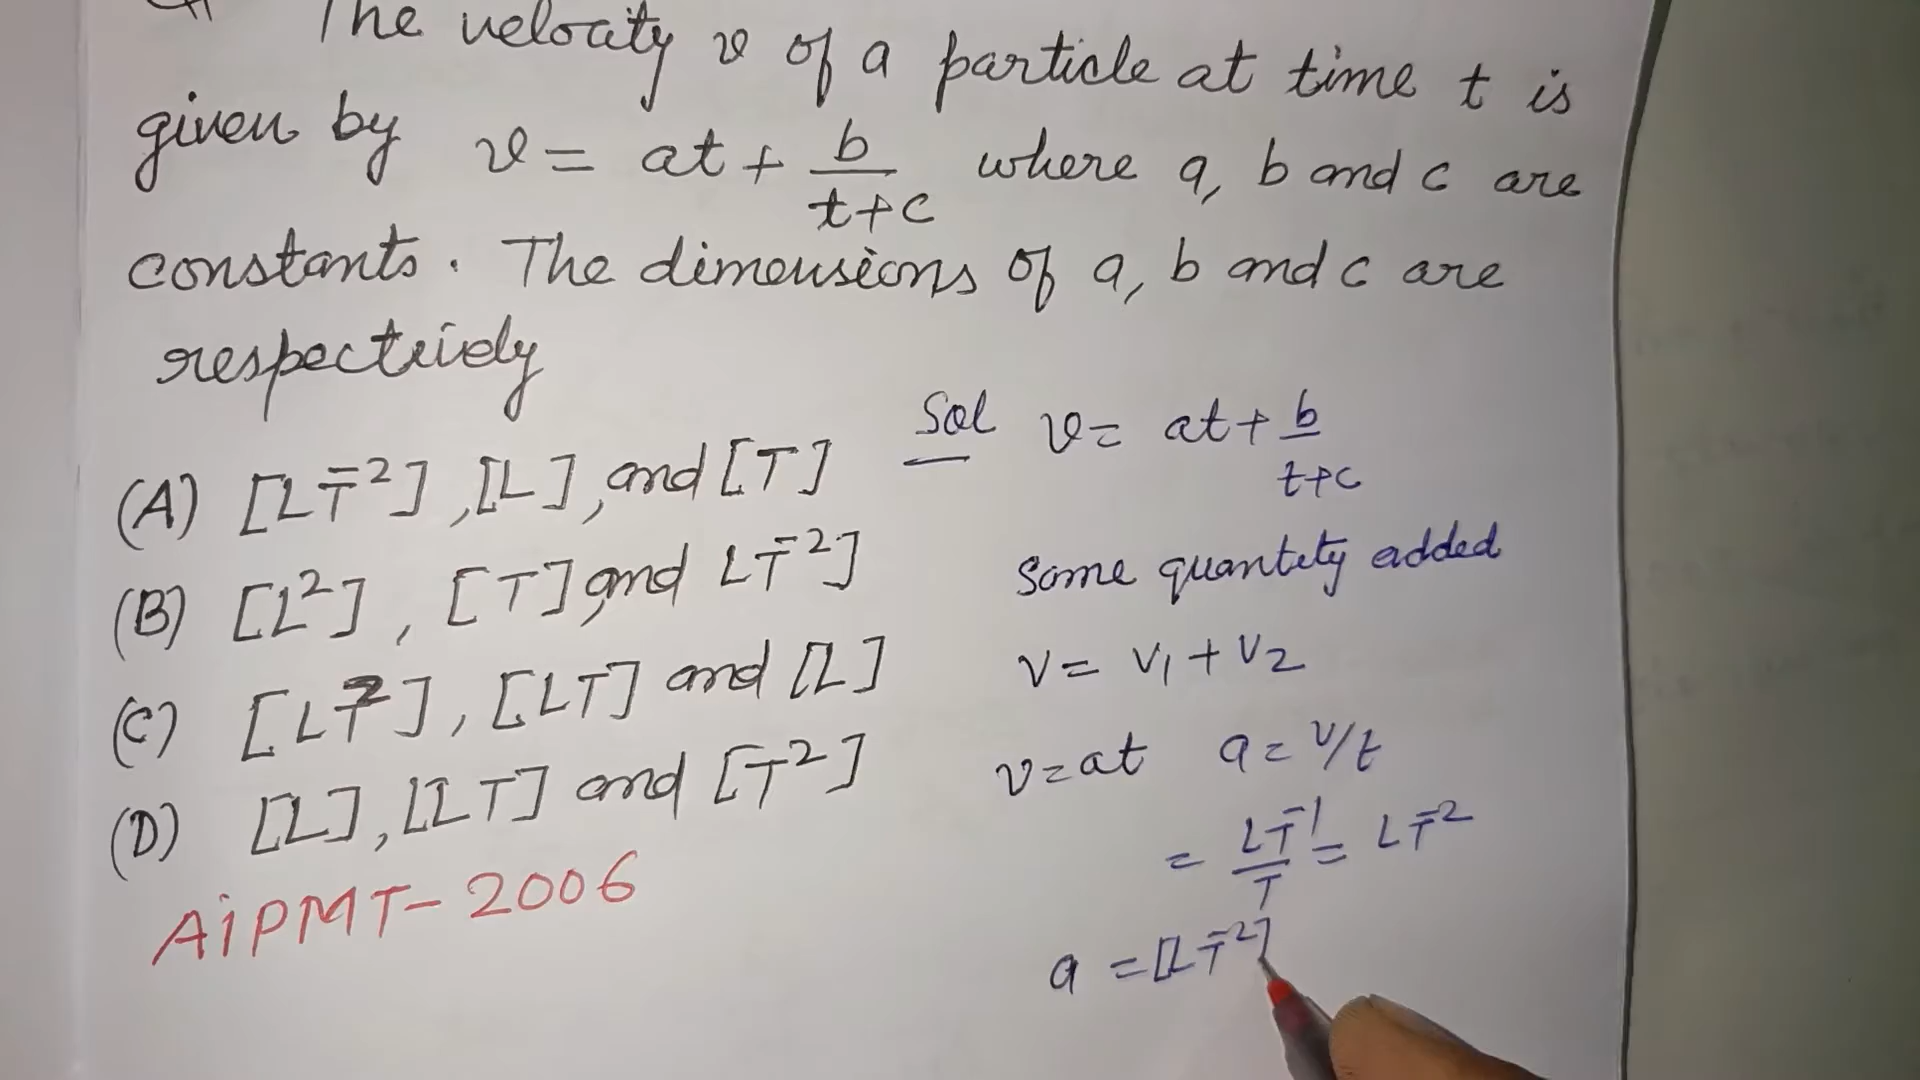 The velocity v of a particle at time t is
given by v = at + b/(t+c) where a, b and c are
constants. The dimensions of a, b and c are
respectively
(A) [LT⁻²], [L], and [T]
(B) [L²], [T] and LT⁻²]
(C) [LT²], [LT] and [L]
(D) [L], [LT] and [T²]
AiPMT-2006
Sol v = at + b/(t+c)
Same quantity added
v = v₁ + v₂
v = at a = v/t
= LT⁻¹/T = LT⁻²
a = [LT⁻²]